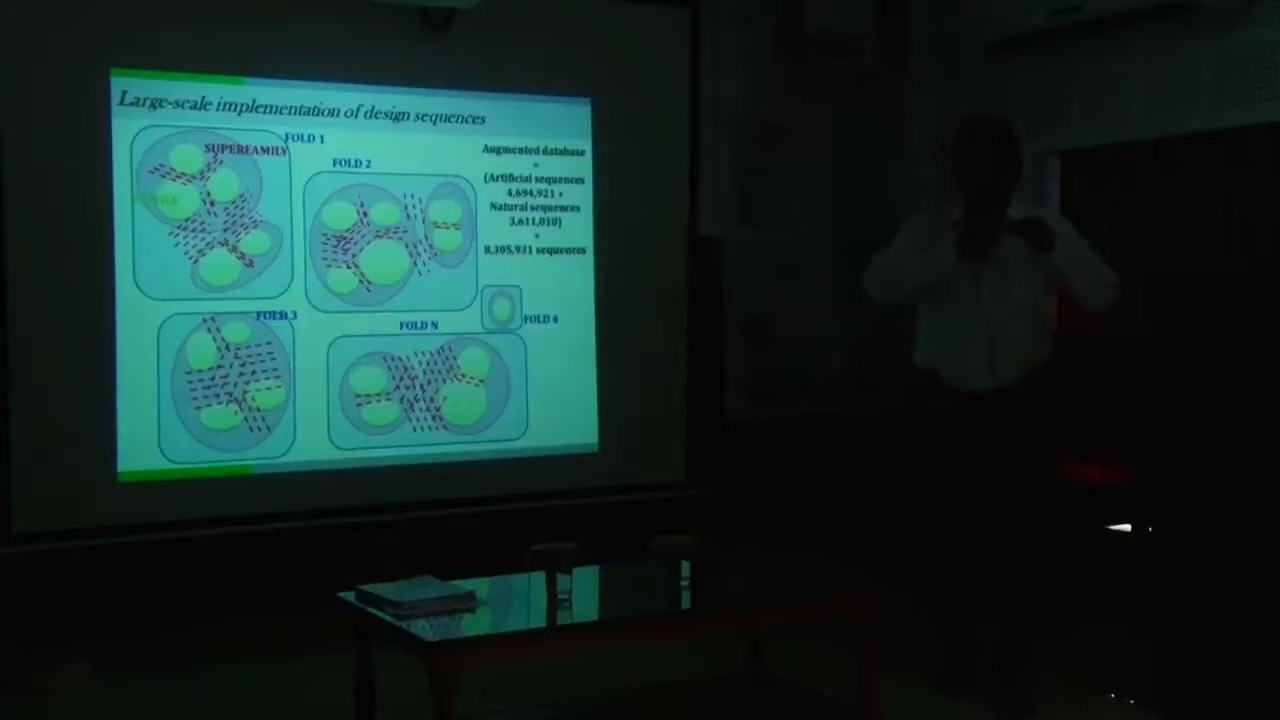 Large-scale implementation of design sequences
FOLD 1
SUPERFAMILY
FAMILY
FOLD 2
Augmented database
=
(Artificial sequences
4,694,921 +
Natural sequences
3,611,010)
=
8,305,931 sequences
FOLD 3
FOLD N
FOLD 4